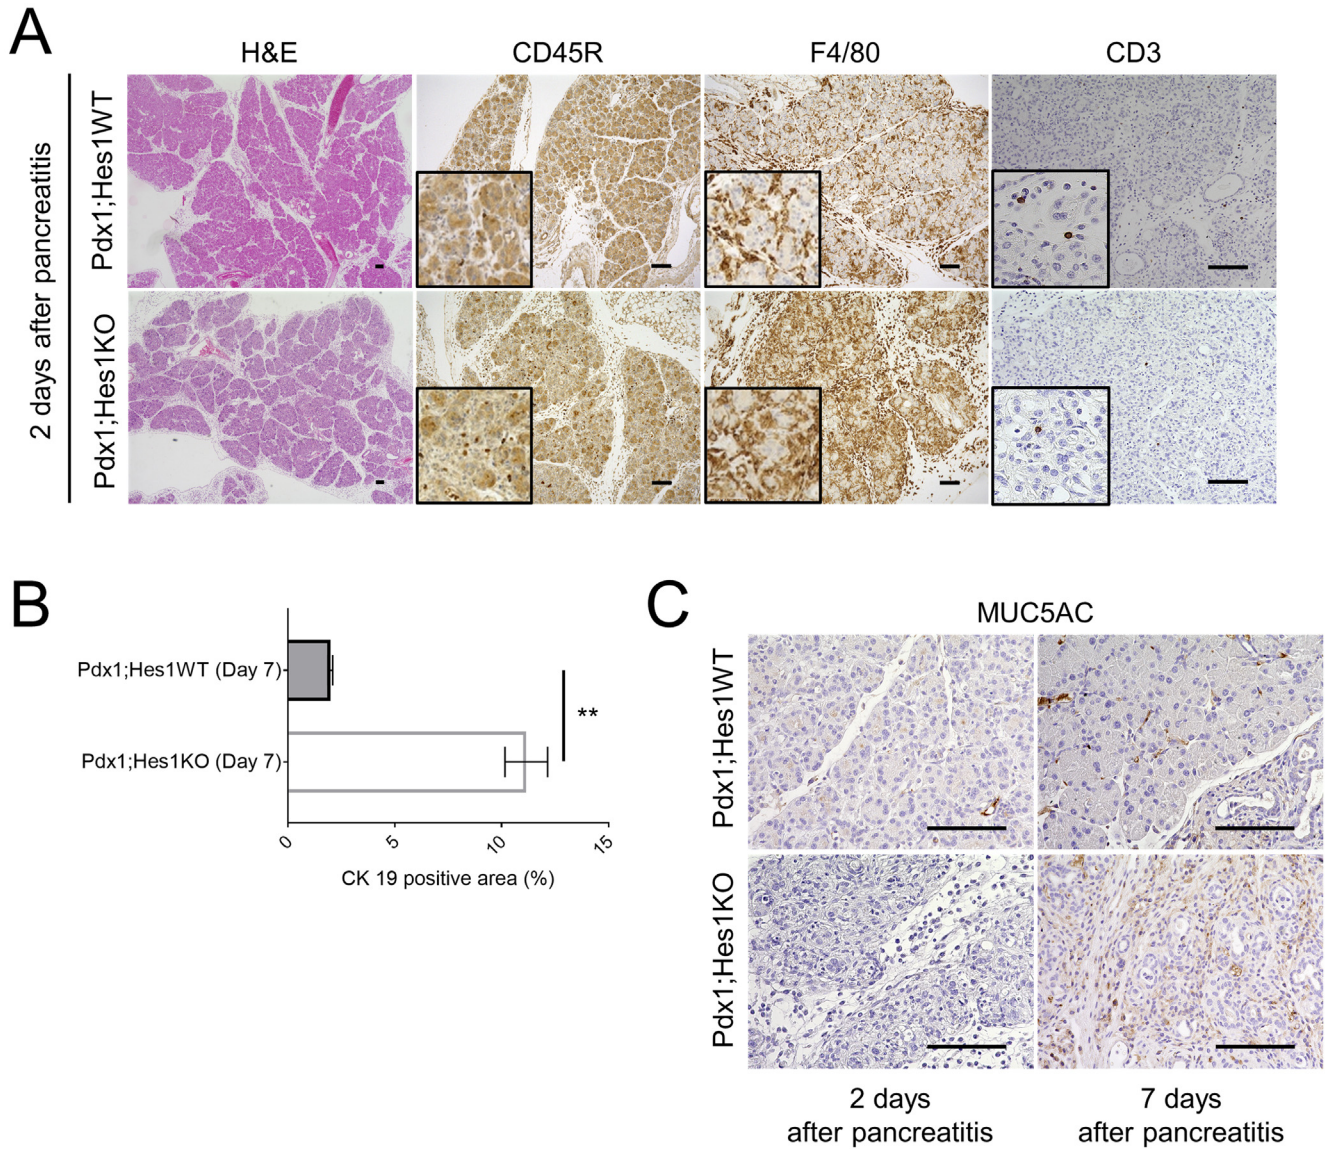 A
H&E
CD45R
F4/80
CD3
2 days after pancreatitis
Pdx1;Hes1WT
Pdx1;Hes1KO
B
Pdx1;Hes1WT (Day 7)
Pdx1;Hes1KO (Day 7)
**
0
5
10
15
CK 19 positive area (%)
C
MUC5AC
Pdx1;Hes1WT
Pdx1;Hes1KO
2 days
after pancreatitis
7 days
after pancreatitis